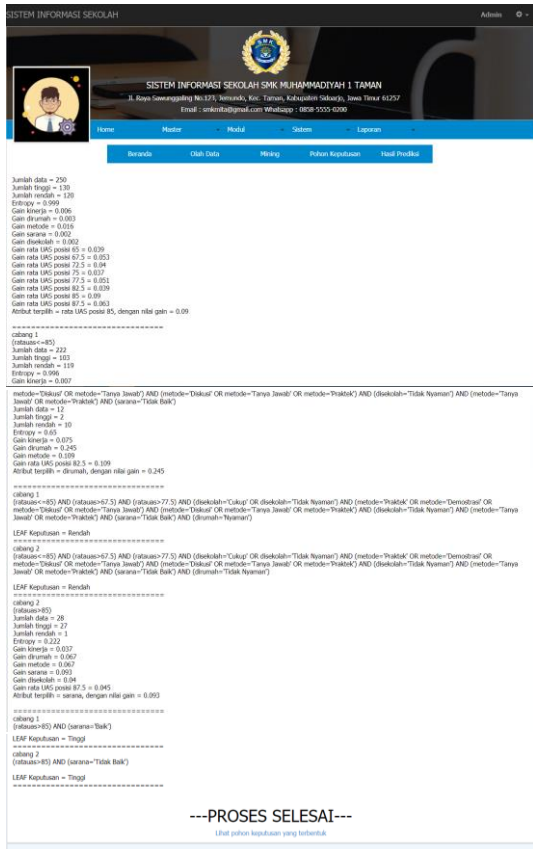 SISTEM INFORMASI SEKOLAH
Admin
SMK
SISTEM INFORMASI SEKOLAH SMK MUHAMMADIYAH 1 TAMAN
Jl. Raya Sawunggaling No.123, Jemundo, Kec. Taman, Kabupaten Sidoarjo, Jawa Timur 61257
Email : smkmita@gmail.com Whatsapp : 0858-5555-0200
Home Master Modul Sistem Laporan
Beranda Olah Data Mining Pohon Keputusan Hasil Prediksi
Jumlah data = 250
Jumlah tinggi = 130
Jumlah rendah = 120
Entropy = 0.999
Gain kinerja = 0.006
Gain dirumah = 0.003
Gain metode = 0.016
Gain sarana = 0.002
Gain disekolah = 0.002
Gain rata UAS posisi 65 = 0.039
Gain rata UAS posisi 67.5 = 0.053
Gain rata UAS posisi 72.5 = 0.04
Gain rata UAS posisi 75 = 0.037
Gain rata UAS posisi 77.5 = 0.051
Gain rata UAS posisi 82.5 = 0.039
Gain rata UAS posisi 85 = 0.09
Gain rata UAS posisi 87.5 = 0.063
Atribut terpilih = rata UAS posisi 85, dengan nilai gain = 0.09
================================
cabang 1
(ratauas<=85)
Jumlah data = 222
Jumlah tinggi = 103
Jumlah rendah = 119
Entropy = 0.996
Gain kinerja = 0.007
metode='Diskusi' OR metode='Tanya Jawab') AND (metode='Diskusi' OR metode='Tanya Jawab' OR metode='Praktek') AND (disekolah='Tidak Nyaman') AND (metode='Tanya
Jawab' OR metode='Praktek') AND (sarana='Tidak Baik')
Jumlah data = 12
Jumlah tinggi = 2
Jumlah rendah = 10
Entropy = 0.65
Gain kinerja = 0.075
Gain dirumah = 0.245
Gain metode = 0.109
Gain rata UAS posisi 82.5 = 0.109
Atribut terpilih = dirumah, dengan nilai gain = 0.245
================================
cabang 1
(ratauas<=85) AND (ratauas>67.5) AND (ratauas>77.5) AND (disekolah='Cukup' OR disekolah='Tidak Nyaman') AND (metode='Praktek' OR metode='Demostrasi' OR
metode='Diskusi' OR metode='Tanya Jawab') AND (metode='Diskusi' OR metode='Tanya Jawab' OR metode='Praktek') AND (disekolah='Tidak Nyaman') AND (metode='Tanya
Jawab' OR metode='Praktek') AND (sarana='Tidak Baik') AND (dirumah='Nyaman')
LEAF Keputusan = Rendah
================================
cabang 2
(ratauas<=85) AND (ratauas>67.5) AND (ratauas>77.5) AND (disekolah='Cukup' OR disekolah='Tidak Nyaman') AND (metode='Praktek' OR metode='Demostrasi' OR
metode='Diskusi' OR metode='Tanya Jawab') AND (metode='Diskusi' OR metode='Tanya Jawab' OR metode='Praktek') AND (disekolah='Tidak Nyaman') AND (metode='Tanya
Jawab' OR metode='Praktek') AND (sarana='Tidak Baik') AND (dirumah='Tidak Nyaman')
LEAF Keputusan = Rendah
================================
cabang 2
(ratauas>85)
Jumlah data = 28
Jumlah tinggi = 27
Jumlah rendah = 1
Entropy = 0.222
Gain kinerja = 0.037
Gain dirumah = 0.067
Gain metode = 0.067
Gain sarana = 0.093
Gain disekolah = 0.04
Gain rata UAS posisi 87.5 = 0.045
Atribut terpilih = sarana, dengan nilai gain = 0.093
================================
cabang 1
(ratauas>85) AND (sarana='Baik')
LEAF Keputusan = Tinggi
================================
cabang 2
(ratauas>85) AND (sarana='Tidak Baik')
LEAF Keputusan = Tinggi
================================
---PROSES SELESAI---
Lihat pohon keputusan yang terbentuk